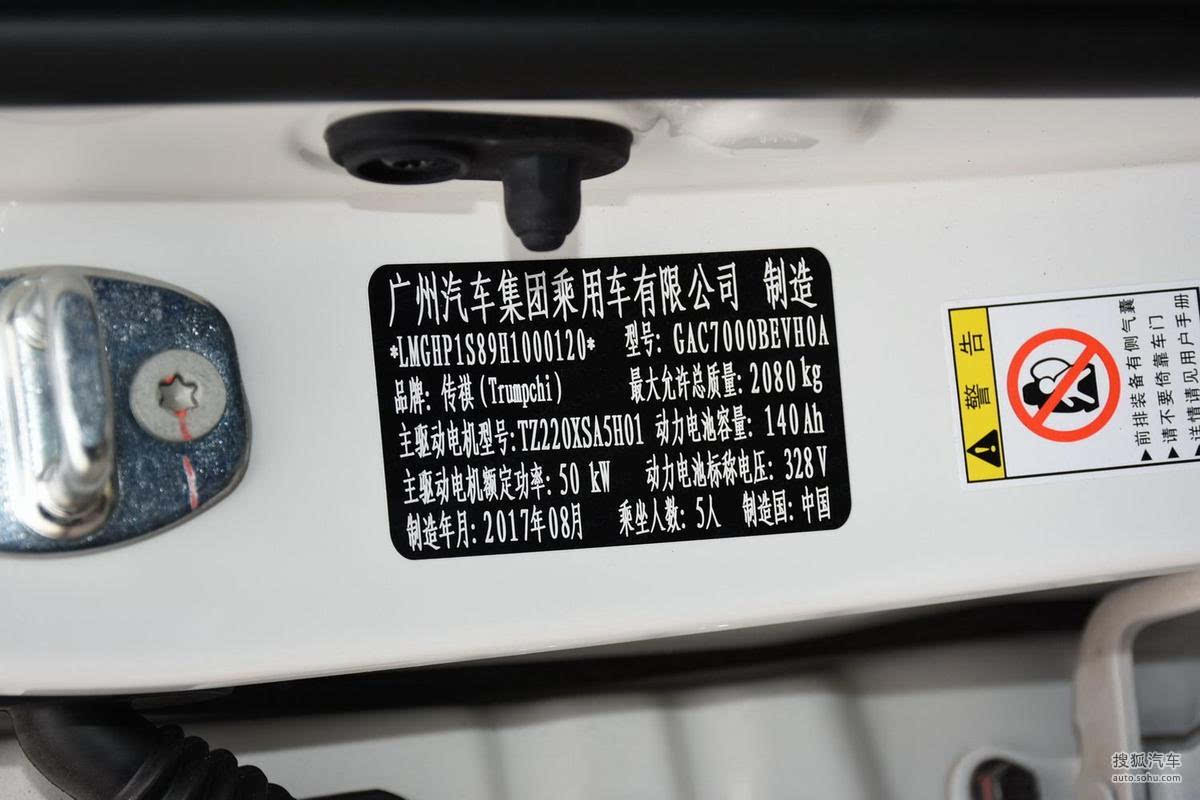 广州汽车集团乘用车有限公司 制造
*LMGHP1S89H1000120* 型号: GAC7000BEVH0A
品牌: 传祺(Trumpchi) 最大允许总质量: 2080 kg
主驱动电机型号: TZ220XSA5H01 动力电池容量: 140 Ah
主驱动电机额定功率: 50 kW 动力电池标称电压: 328 V
制造年月: 2017年08月 乘坐人数: 5人 制造国: 中国
警告
▶前排装备有侧气囊
▶请不要倚靠车门
▶详情请见用户手册
搜狐汽车
auto.sohu.com